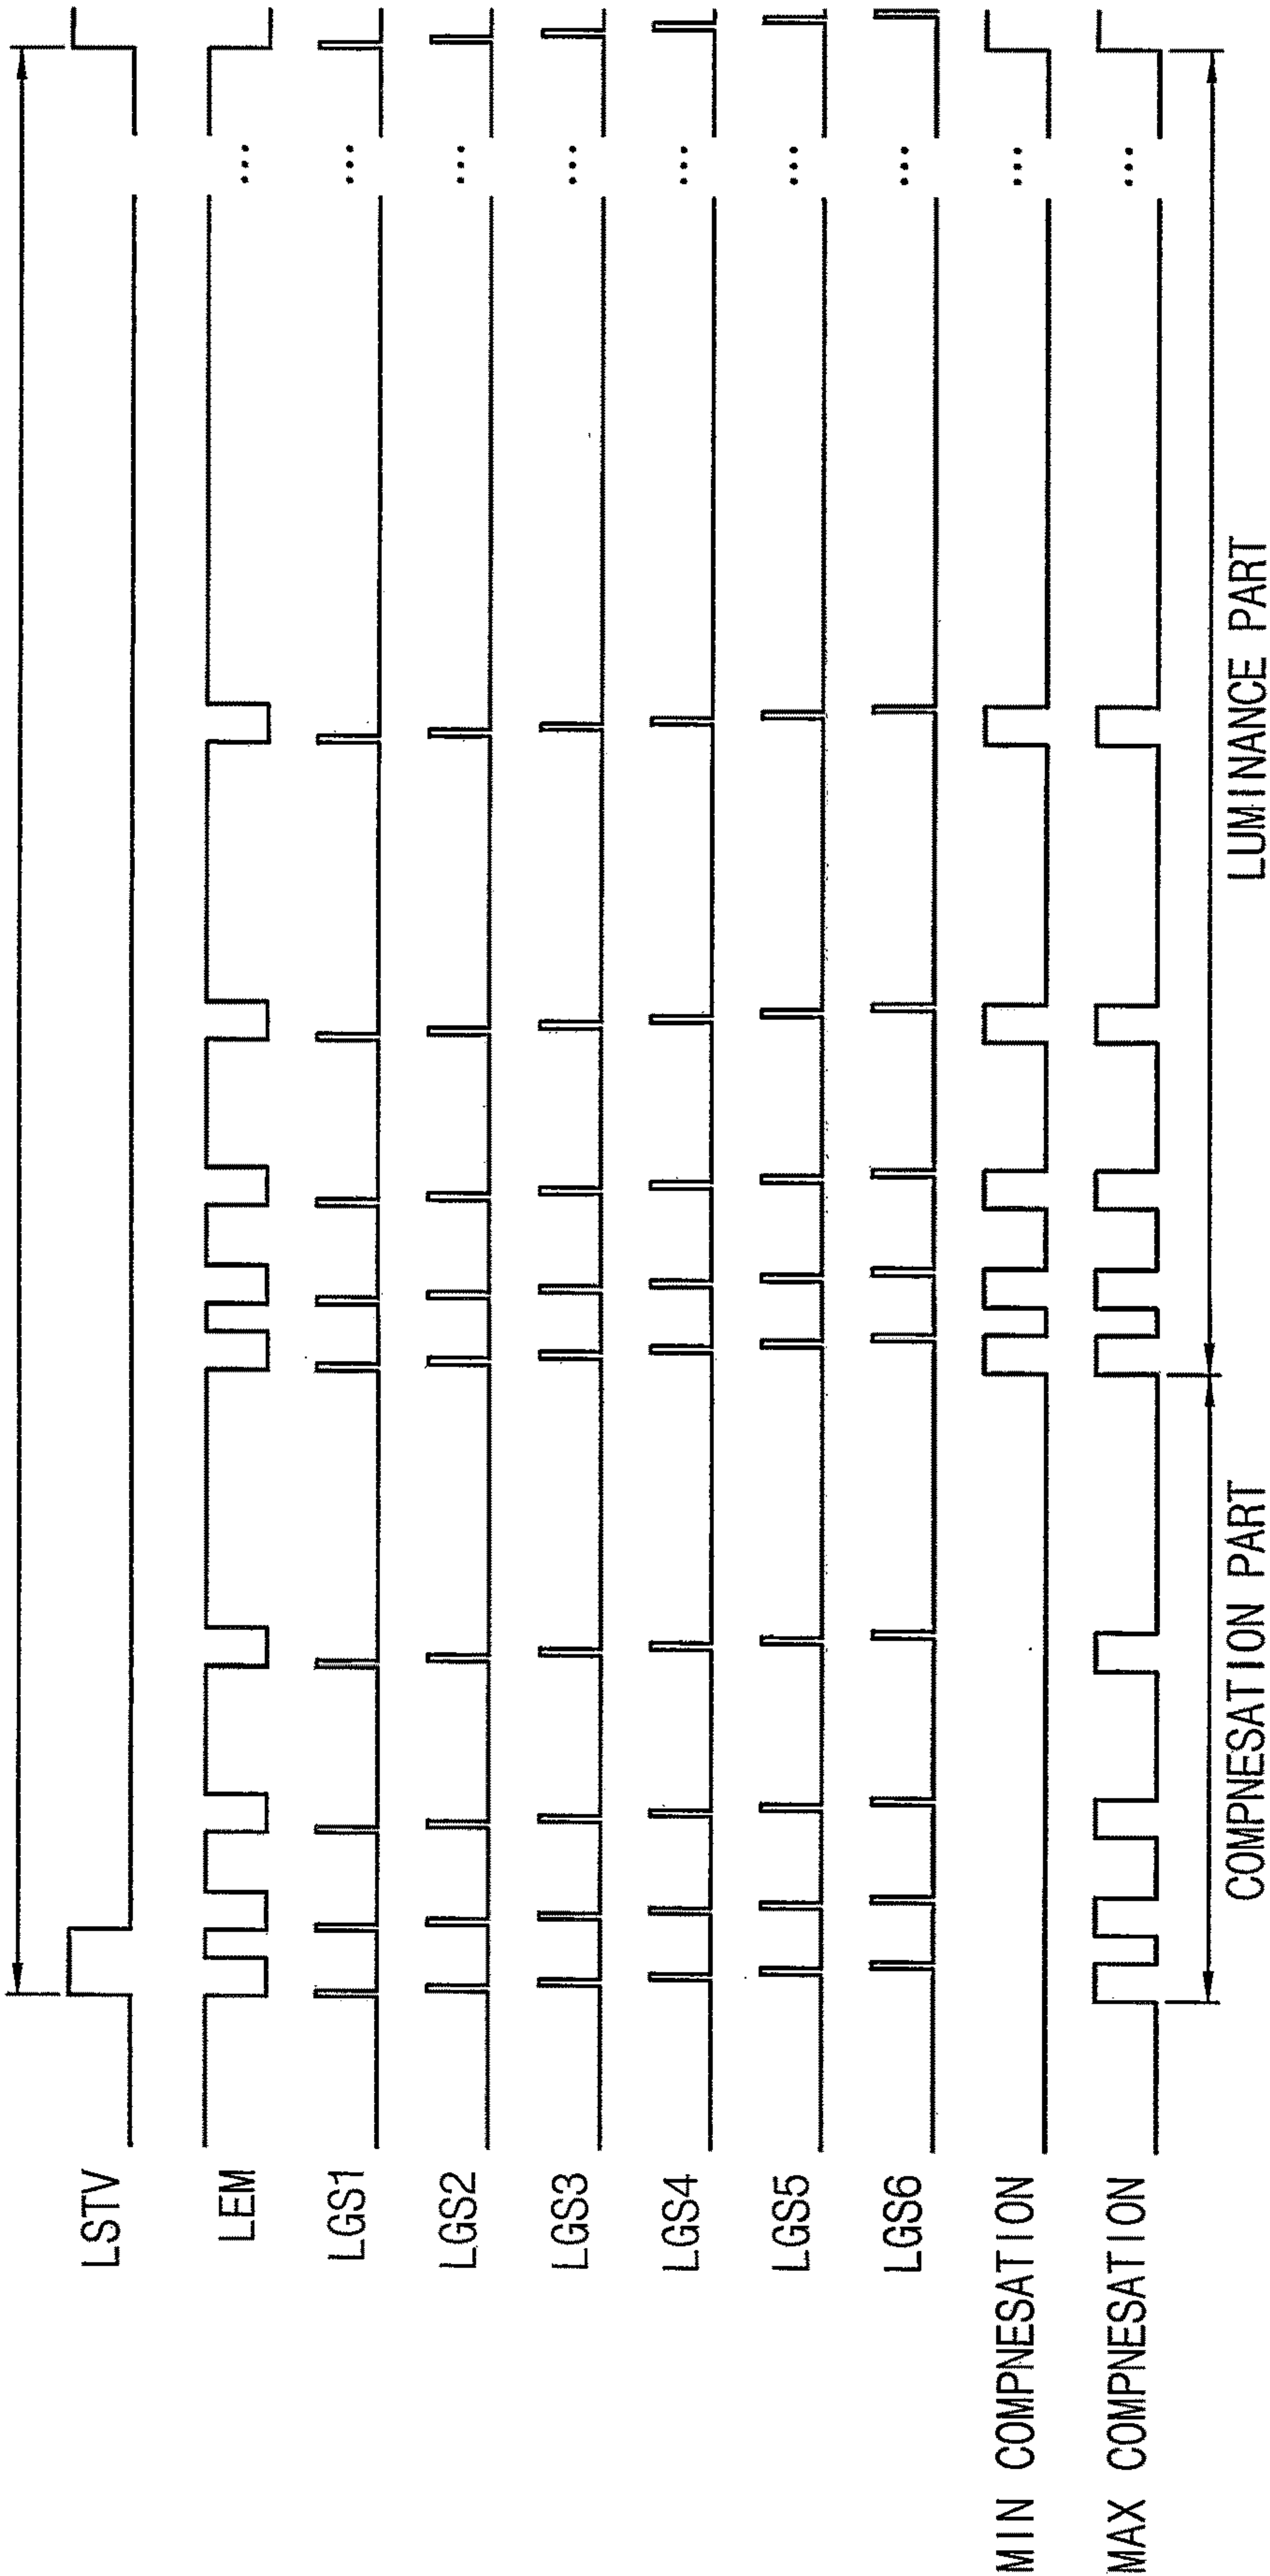 LSTV
LEM
LGS1
LGS2
LGS3
LGS4
LGS5
LGS6
MIN COMPNESATION
MAX COMPNESATION
COMPNESATION PART
LUMINANCE PART